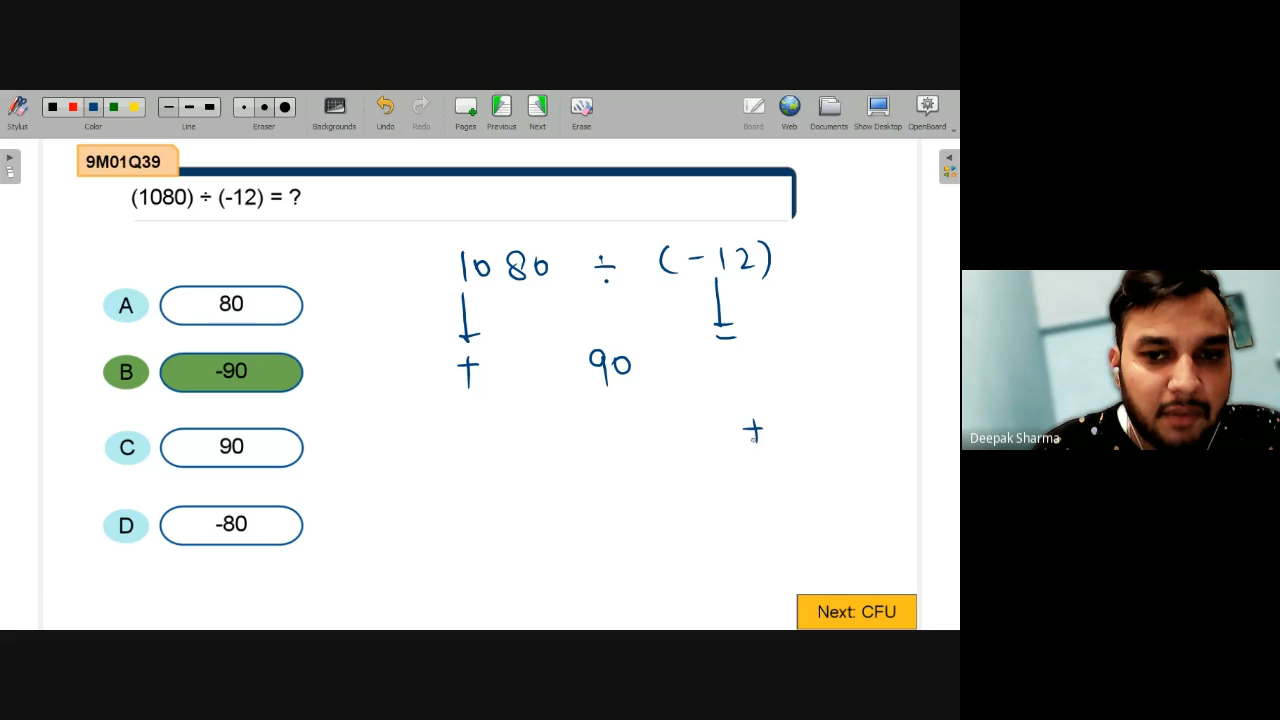 Stylus
Color
Line
Eraser
Backgrounds
Undo
Redo
Pages
Previous
Next
Erase
Board
Web
Documents
Show Desktop
OpenBoard
9M01Q39
(1080) ÷ (-12) = ?
1080 ÷ (-12)
A 80
B -90
+ 90
+
Deepak Sharma
C 90
D -80
Next: CFU